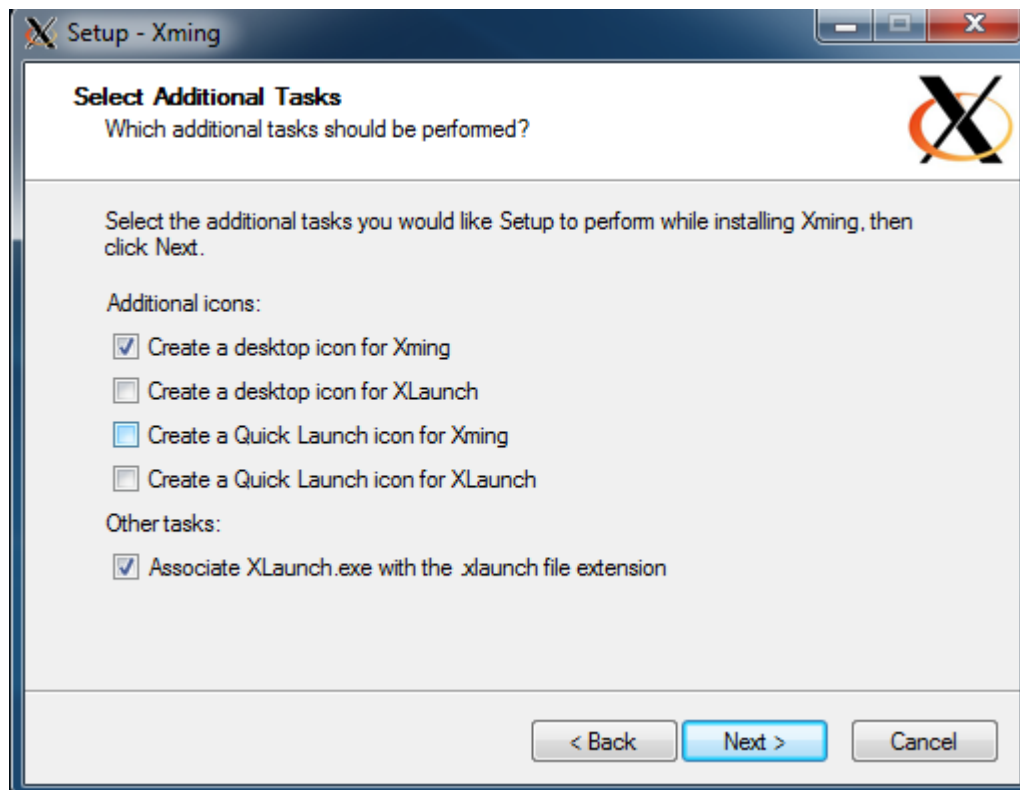 Setup - Xming
Select Additional Tasks
Which additional tasks should be performed?
Select the additional tasks you would like Setup to perform while installing Xming, then
click Next.
Additional icons:
Create a desktop icon for Xming
Create a desktop icon for XLaunch
Create a Quick Launch icon for Xming
Create a Quick Launch icon for XLaunch
Other tasks:
Associate XLaunch.exe with the .xlaunch file extension
< Back Next > Cancel